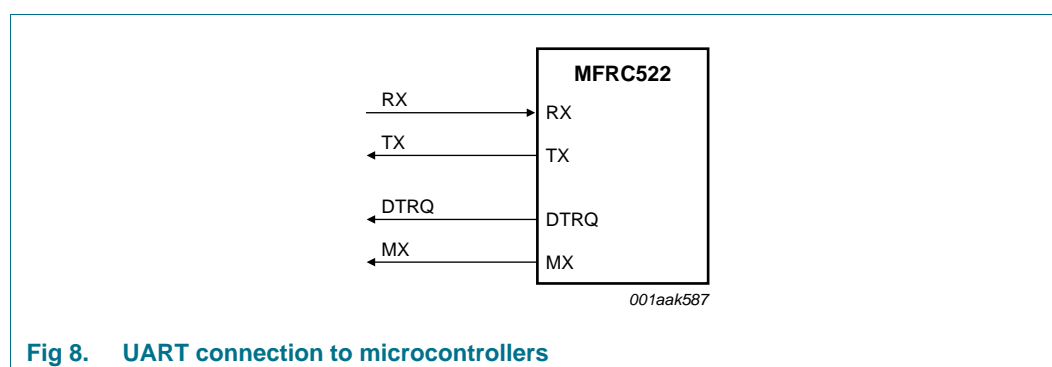 MFRC522
RX
RX
TX
TX
DTRQ
DTRQ
MX
MX
001aak587
Fig 8. UART connection to microcontrollers